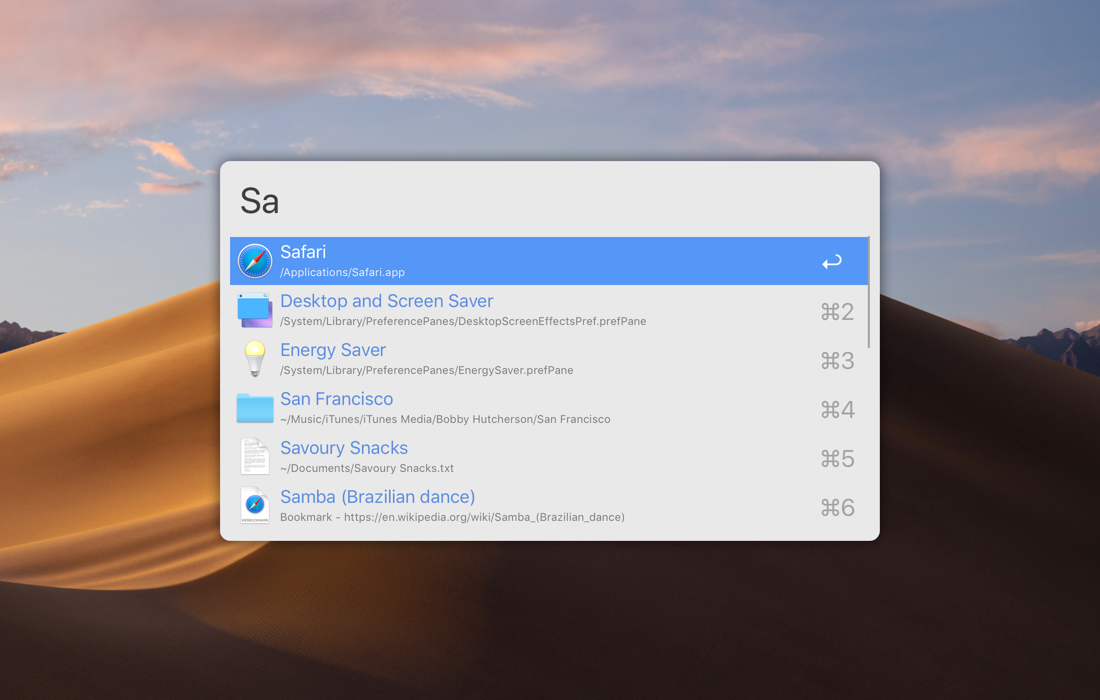 Sa
Safari
/Applications/Safari.app
Desktop and Screen Saver
/System/Library/PreferencePanes/DesktopScreenEffectsPref.prefPane
⌘2
Energy Saver
/System/Library/PreferencePanes/EnergySaver.prefPane
⌘3
San Francisco
~/Music/iTunes/iTunes Media/Bobby Hutcherson/San Francisco
⌘4
Savoury Snacks
~/Documents/Savoury Snacks.txt
⌘5
Samba (Brazilian dance)
Bookmark - https://en.wikipedia.org/wiki/Samba_(Brazilian_dance)
⌘6